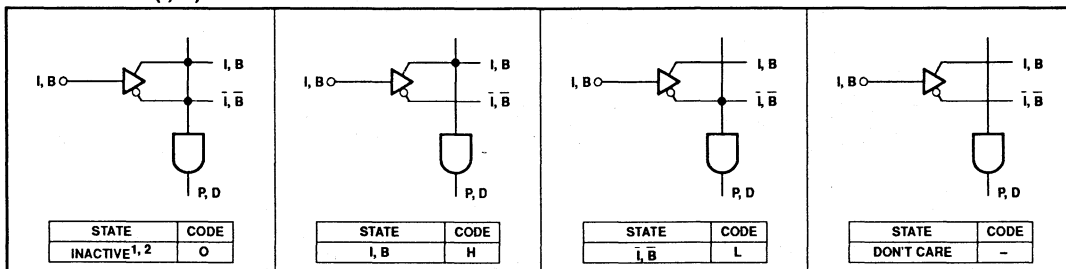 I, B
I, B
I̅, B̅
P, D
STATE CODE
INACTIVE1, 2 O
I, B
I, B
I̅, B̅
P, D
STATE CODE
I, B H
I, B
I, B
I̅, B̅
P, D
STATE CODE
I̅, B̅ L
I, B
I, B
I̅, B̅
P, D
STATE CODE
DON'T CARE –